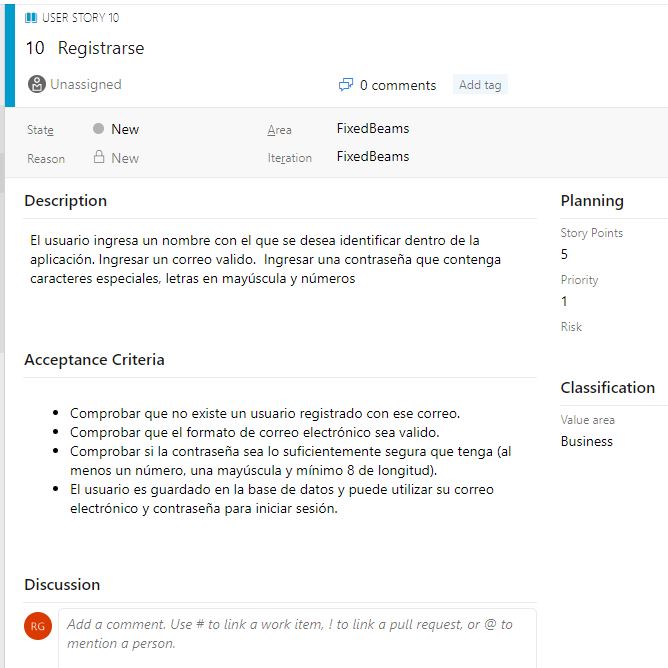 USER STORY 10
10 Registrarse
Unassigned
0 comments
Add tag
State New
Area FixedBeams
Reason New
Iteration FixedBeams
Description
El usuario ingresa un nombre con el que se desea identificar dentro de la
aplicación. Ingresar un correo valido. Ingresar una contraseña que contenga
caracteres especiales, letras en mayúscula y números
Acceptance Criteria
• Comprobar que no existe un usuario registrado con ese correo.
• Comprobar que el formato de correo electrónico sea valido.
• Comprobar si la contraseña sea lo suficientemente segura que tenga (al
menos un número, una mayúscula y mínimo 8 de longitud).
• El usuario es guardado en la base de datos y puede utilizar su correo
electrónico y contraseña para iniciar sesión.
Discussion
RG
Add a comment. Use # to link a work item, ! to link a pull request, or @ to
mention a person.
Planning
Story Points
5
Priority
1
Risk
Classification
Value area
Business